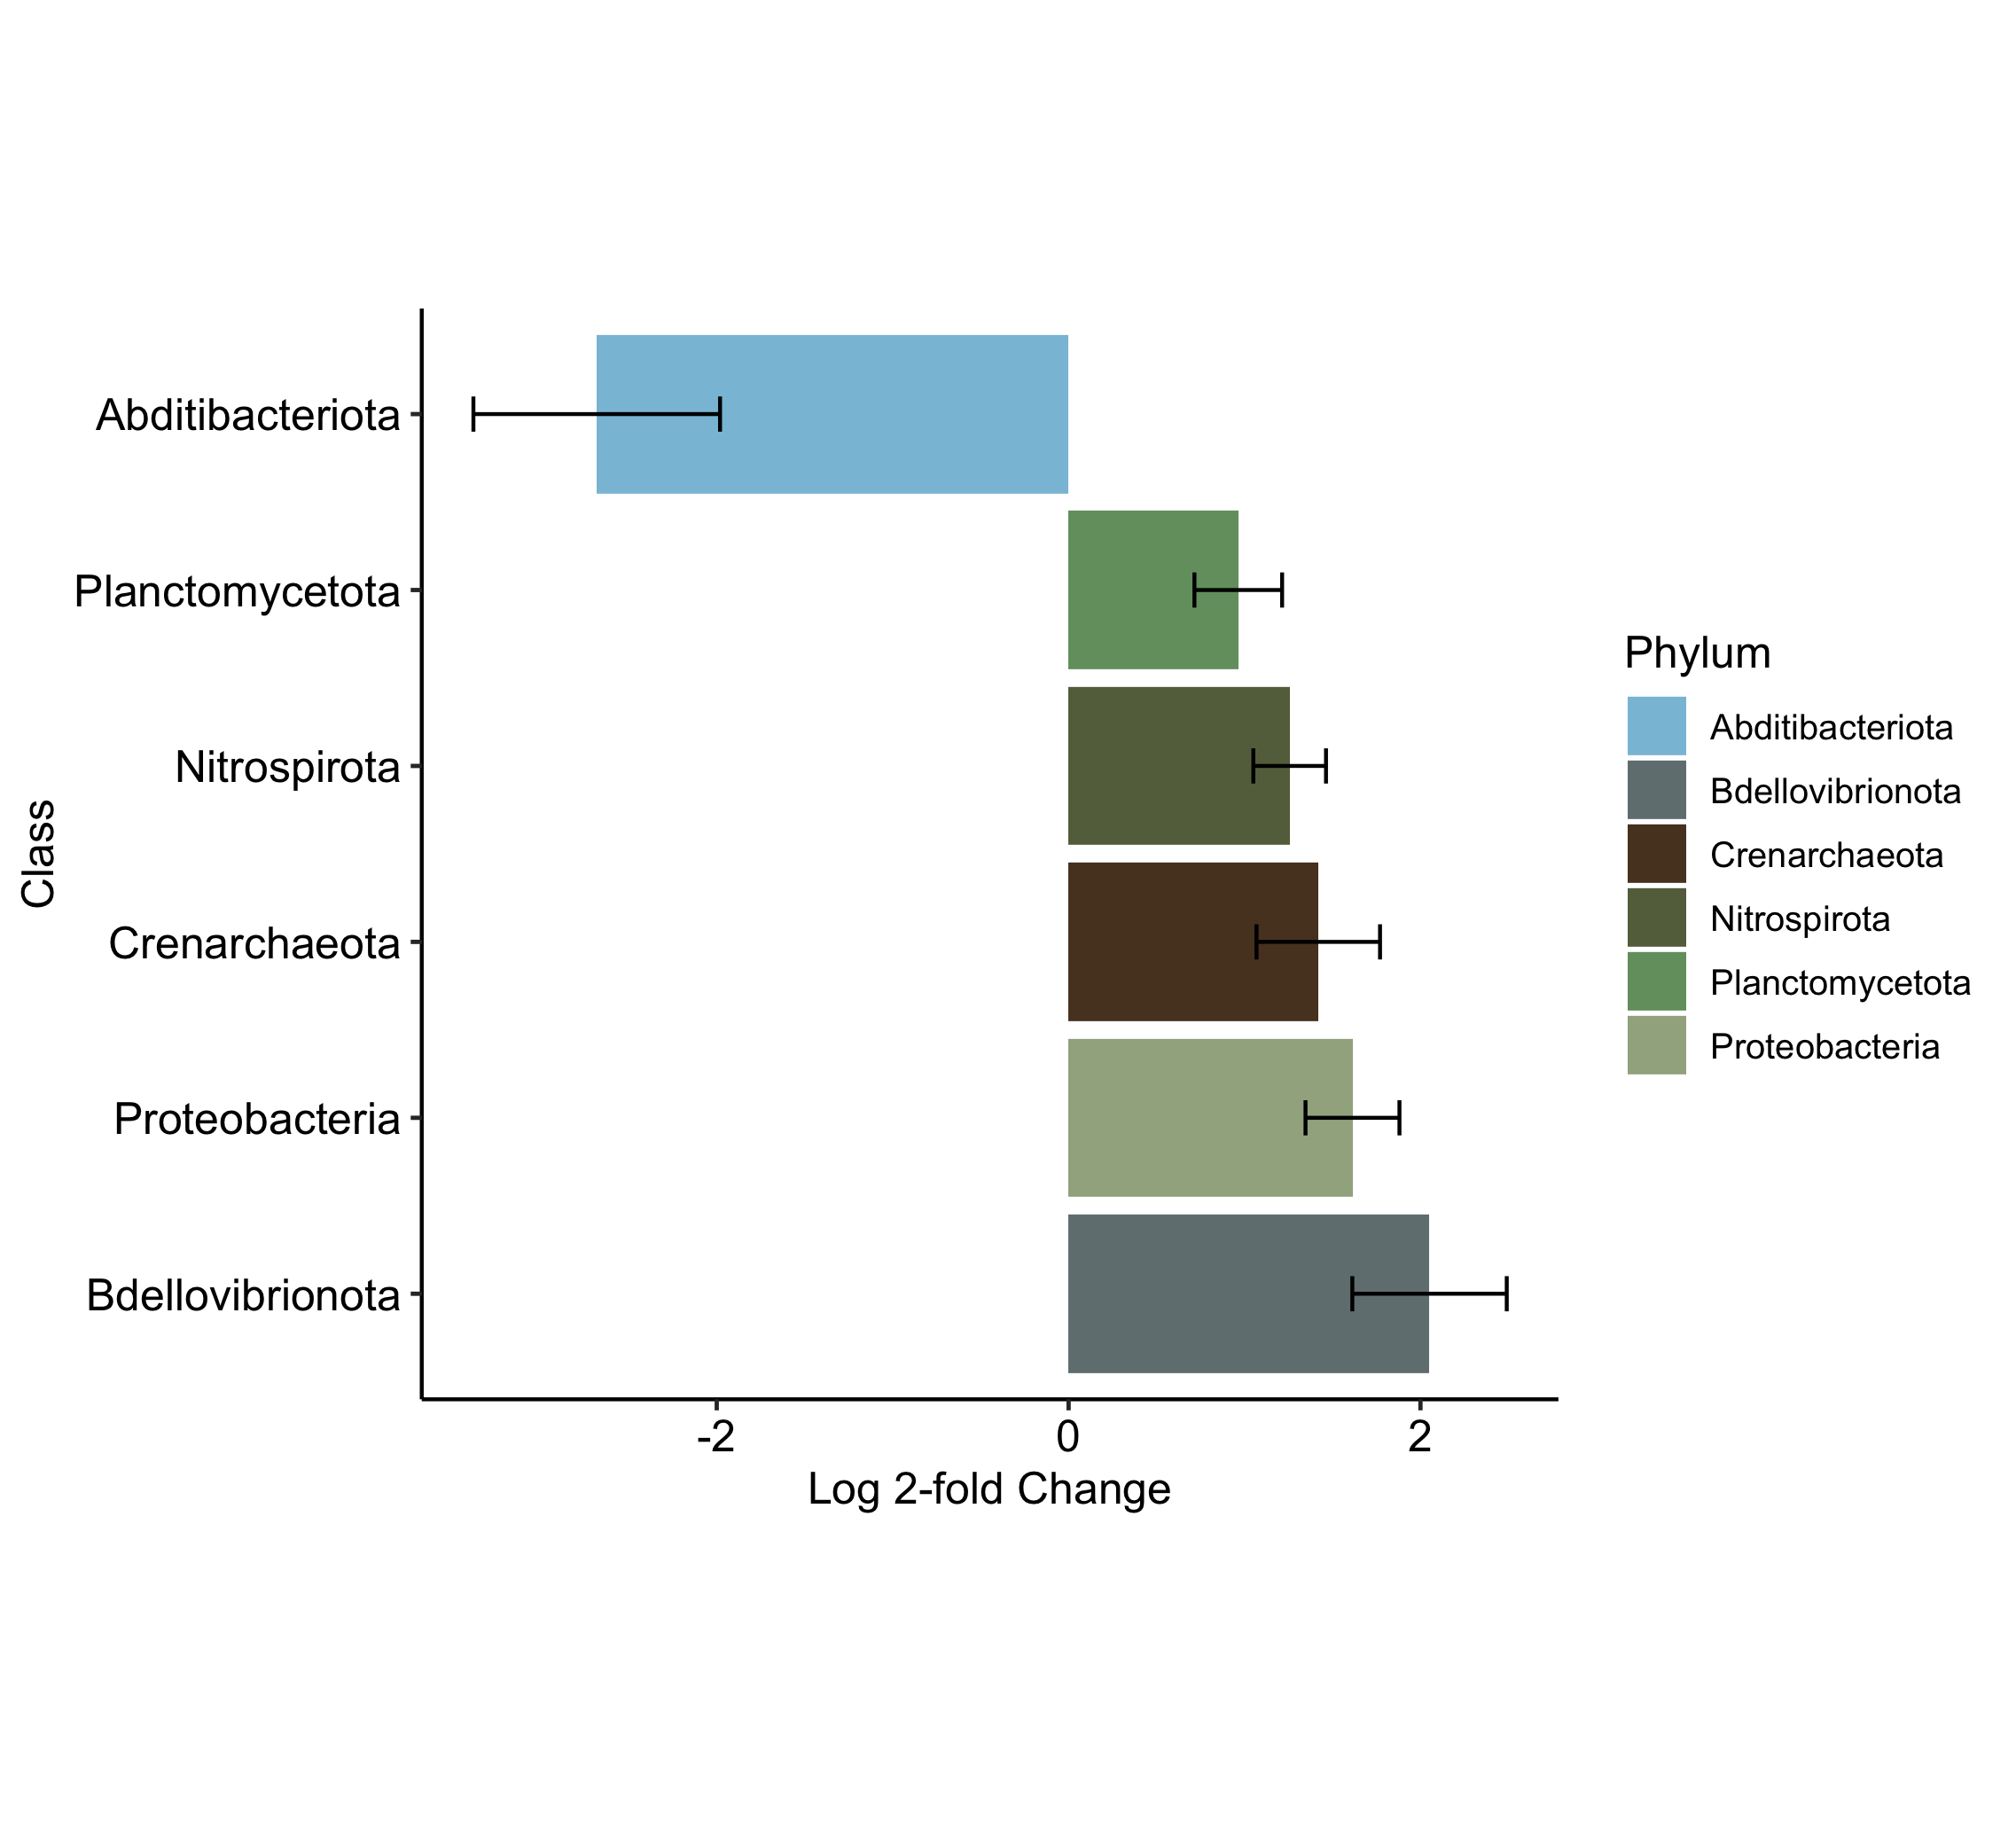 Abditibacteriota
Planctomycetota
Nitrospirota
Crenarchaeota
Proteobacteria
Bdellovibrionota
Class
-2
0
2
Log 2-fold Change
Phylum
Abditibacteriota
Bdellovibrionota
Crenarchaeota
Nitrospirota
Planctomycetota
Proteobacteria